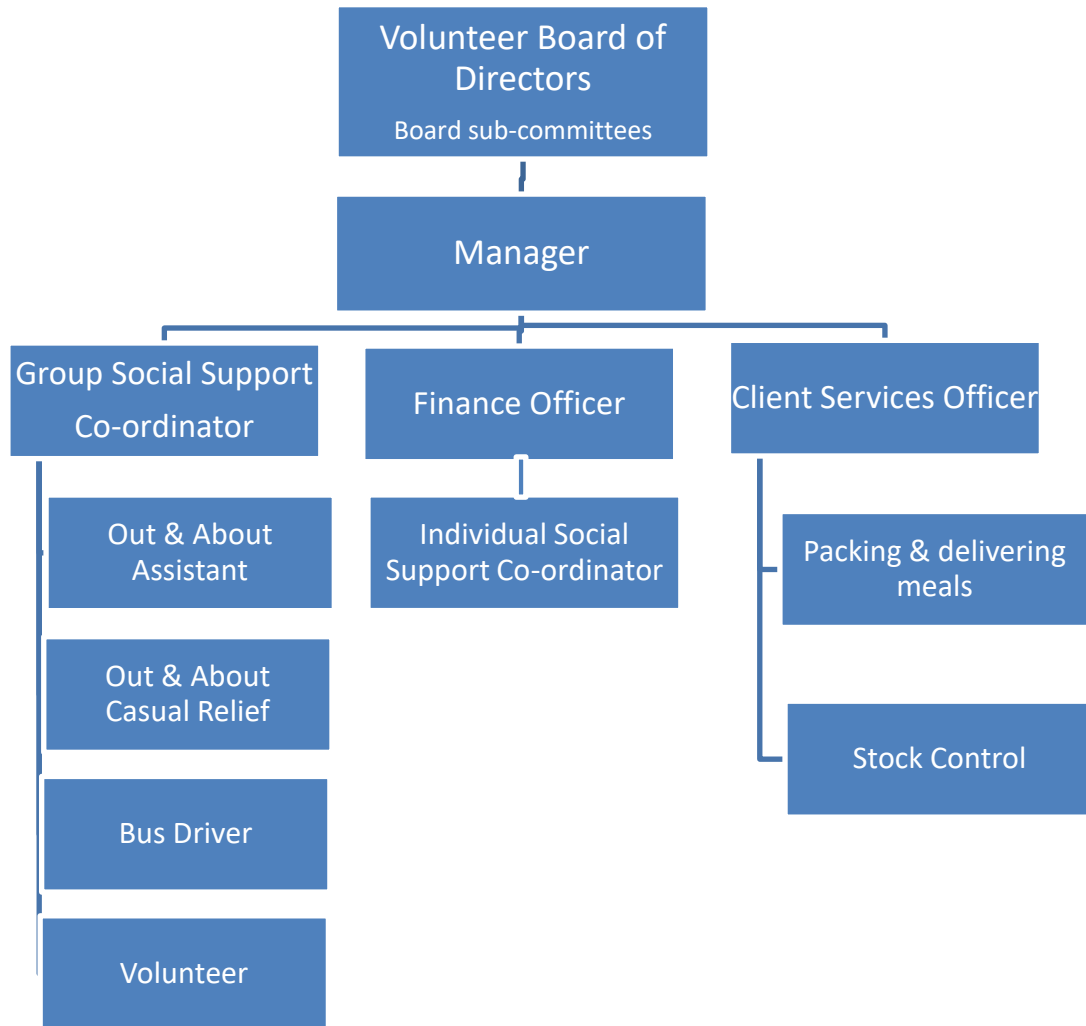 Volunteer Board of
Directors
Board sub-committees
Manager
Group Social Support
Co-ordinator
Finance Officer
Client Services Officer
Out & About
Assistant
Individual Social
Support Co-ordinator
Packing & delivering
meals
Out & About
Casual Relief
Stock Control
Bus Driver
Volunteer